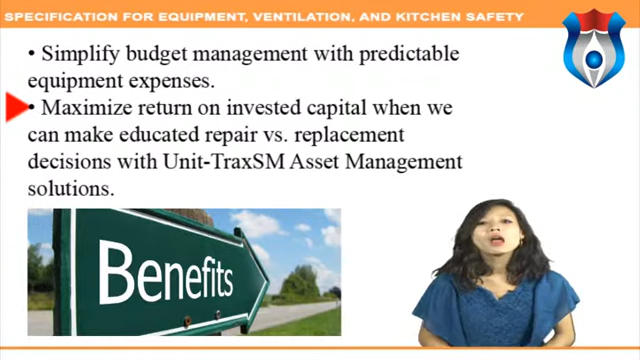 SPECIFICATION FOR EQUIPMENT, VENTILATION, AND KITCHEN SAFETY
• Simplify budget management with predictable
equipment expenses.
• Maximize return on invested capital when we
can make educated repair vs. replacement
decisions with Unit-TraxSM Asset Management
solutions.
Benefits